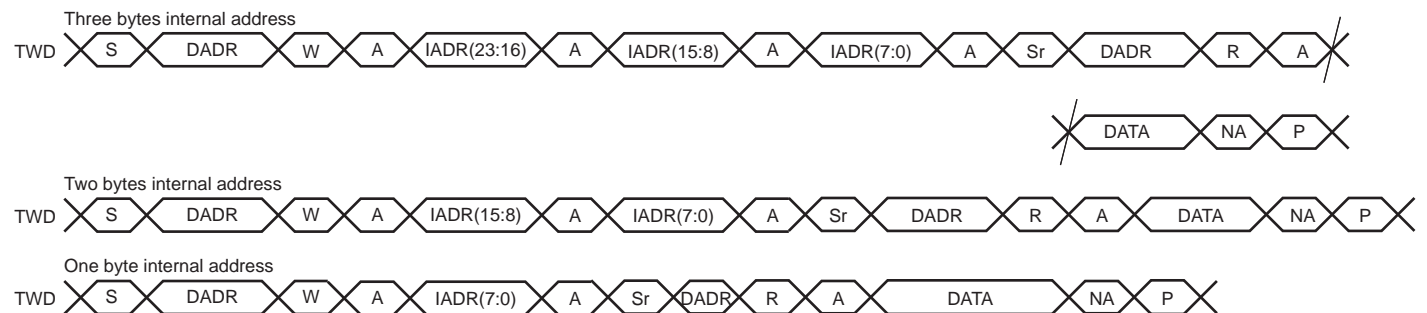 Three bytes internal address
TWD S DADR W A IADR(23:16) A IADR(15:8) A IADR(7:0) A Sr DADR R A
DATA NA P
Two bytes internal address
TWD S DADR W A IADR(15:8) A IADR(7:0) A Sr DADR R A DATA NA P
One byte internal address
TWD S DADR W A IADR(7:0) A Sr DADR R A DATA NA P